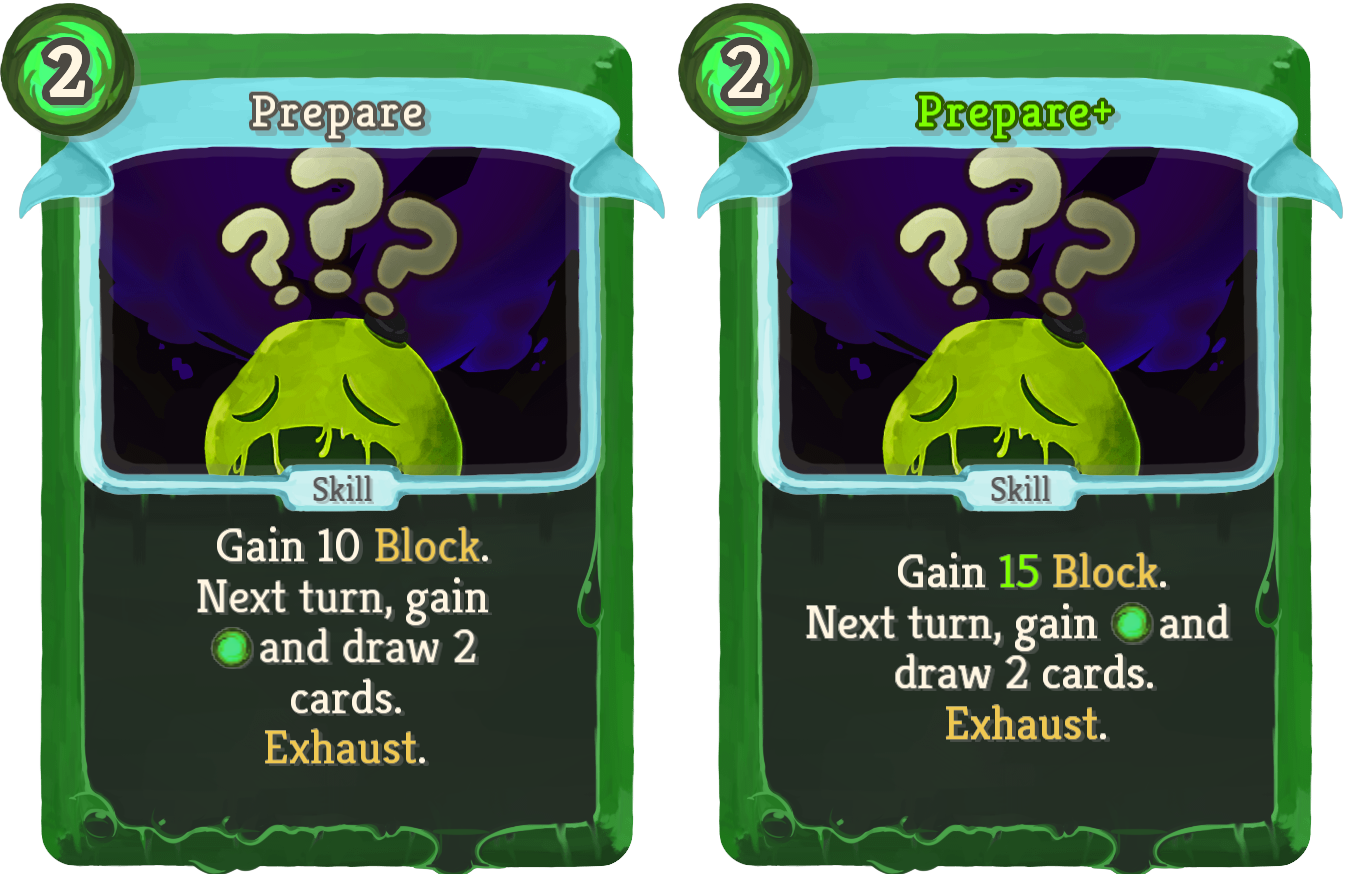 2
Prepare
???
Skill
Gain 10 Block.
Next turn, gain
and draw 2
cards.
Exhaust.
2
Prepare+
???
Skill
Gain 15 Block.
Next turn, gain and
draw 2 cards.
Exhaust.